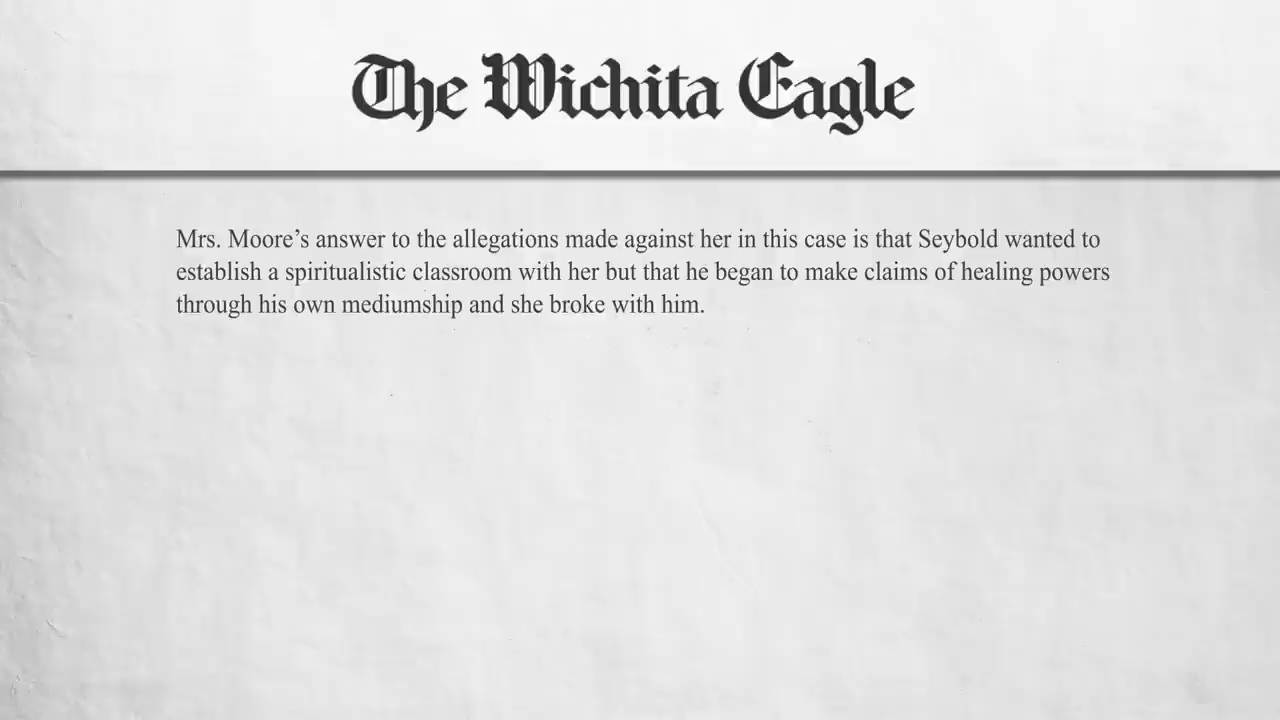 The Wichita Eagle
Mrs. Moore’s answer to the allegations made against her in this case is that Seybold wanted to
establish a spiritualistic classroom with her but that he began to make claims of healing powers
through his own mediumship and she broke with him.